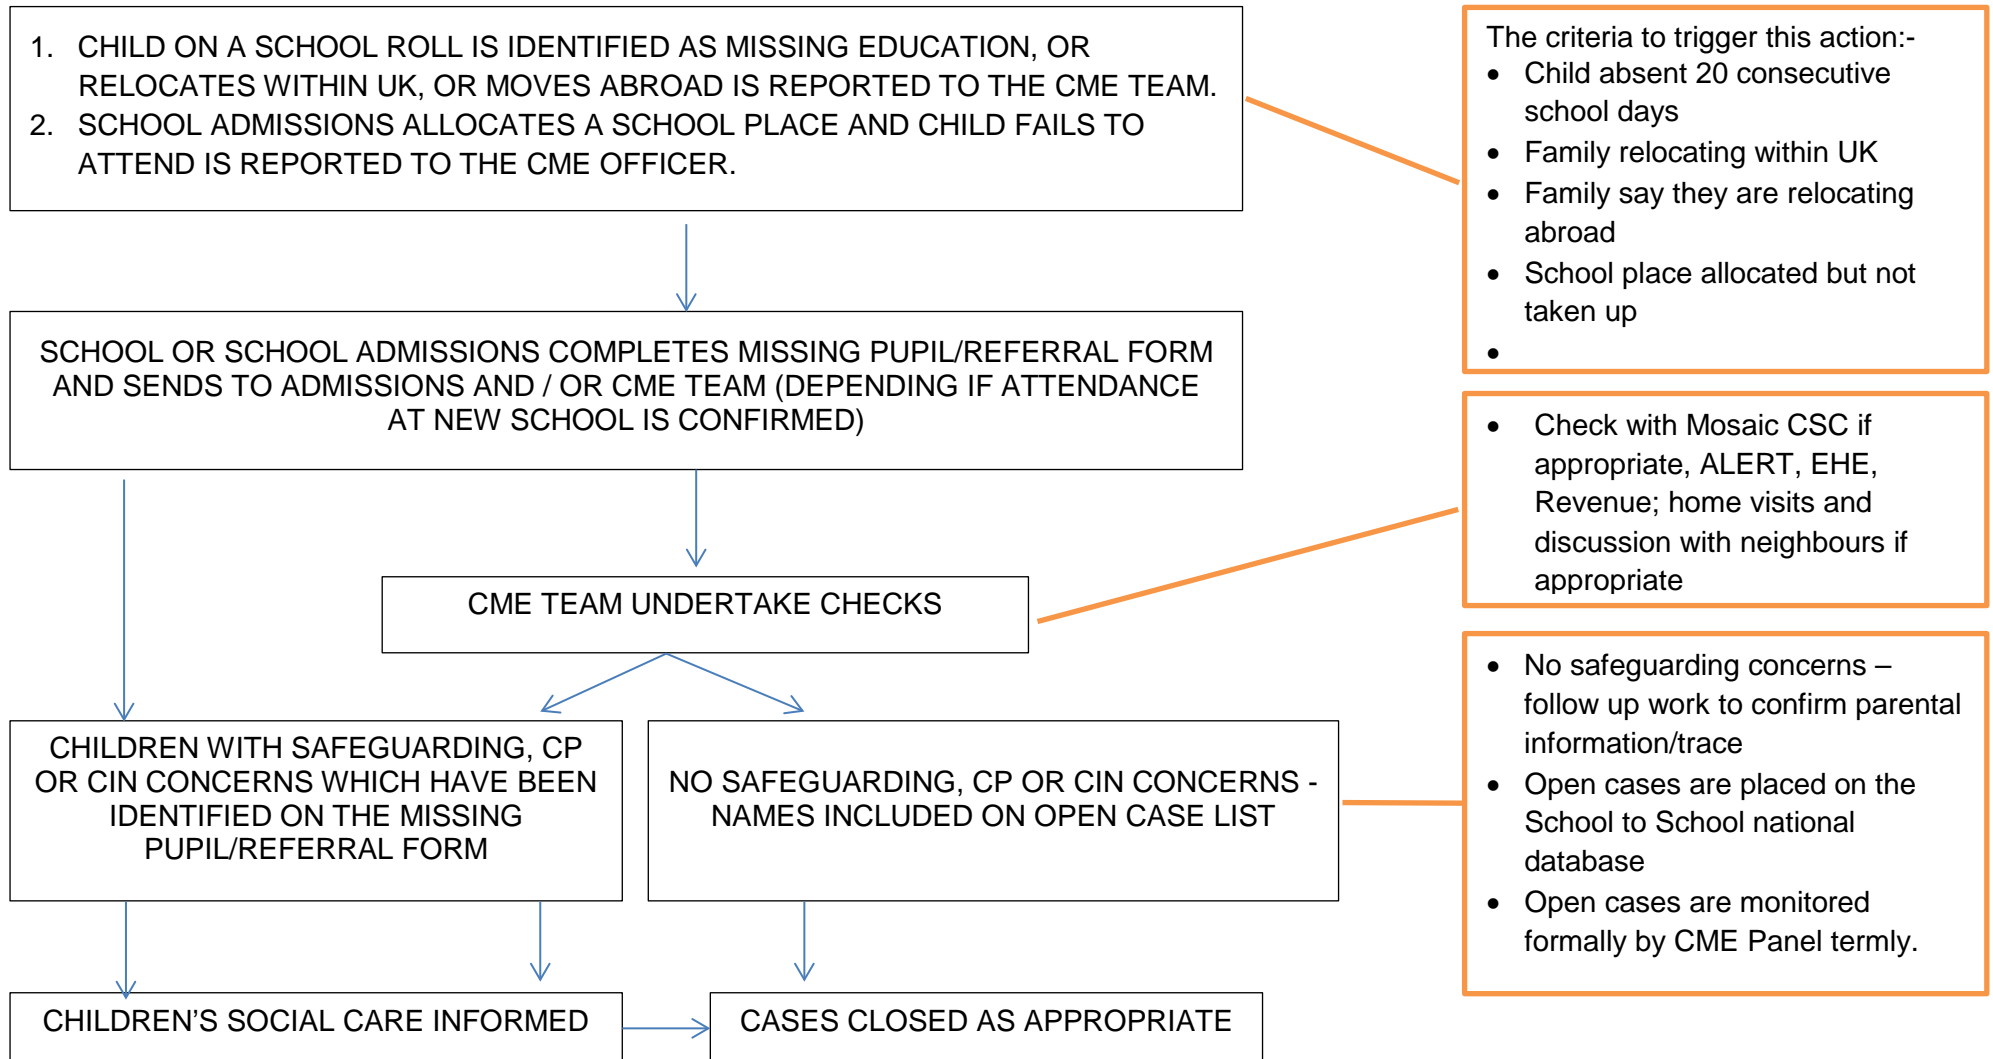 1. CHILD ON A SCHOOL ROLL IS IDENTIFIED AS MISSING EDUCATION, OR
RELOCATES WITHIN UK, OR MOVES ABROAD IS REPORTED TO THE CME TEAM.
2. SCHOOL ADMISSIONS ALLOCATES A SCHOOL PLACE AND CHILD FAILS TO
ATTEND IS REPORTED TO THE CME OFFICER.
The criteria to trigger this action:-
• Child absent 20 consecutive
school days
• Family relocating within UK
• Family say they are relocating
abroad
• School place allocated but not
taken up
•
SCHOOL OR SCHOOL ADMISSIONS COMPLETES MISSING PUPIL/REFERRAL FORM
AND SENDS TO ADMISSIONS AND / OR CME TEAM (DEPENDING IF ATTENDANCE
AT NEW SCHOOL IS CONFIRMED)
• Check with Mosaic CSC if
appropriate, ALERT, EHE,
Revenue; home visits and
discussion with neighbours if
appropriate
CME TEAM UNDERTAKE CHECKS
CHILDREN WITH SAFEGUARDING, CP
OR CIN CONCERNS WHICH HAVE BEEN
IDENTIFIED ON THE MISSING
PUPIL/REFERRAL FORM
NO SAFEGUARDING, CP OR CIN CONCERNS -
NAMES INCLUDED ON OPEN CASE LIST
• No safeguarding concerns –
follow up work to confirm parental
information/trace
• Open cases are placed on the
School to School national
database
• Open cases are monitored
formally by CME Panel termly.
CHILDREN’S SOCIAL CARE INFORMED
CASES CLOSED AS APPROPRIATE